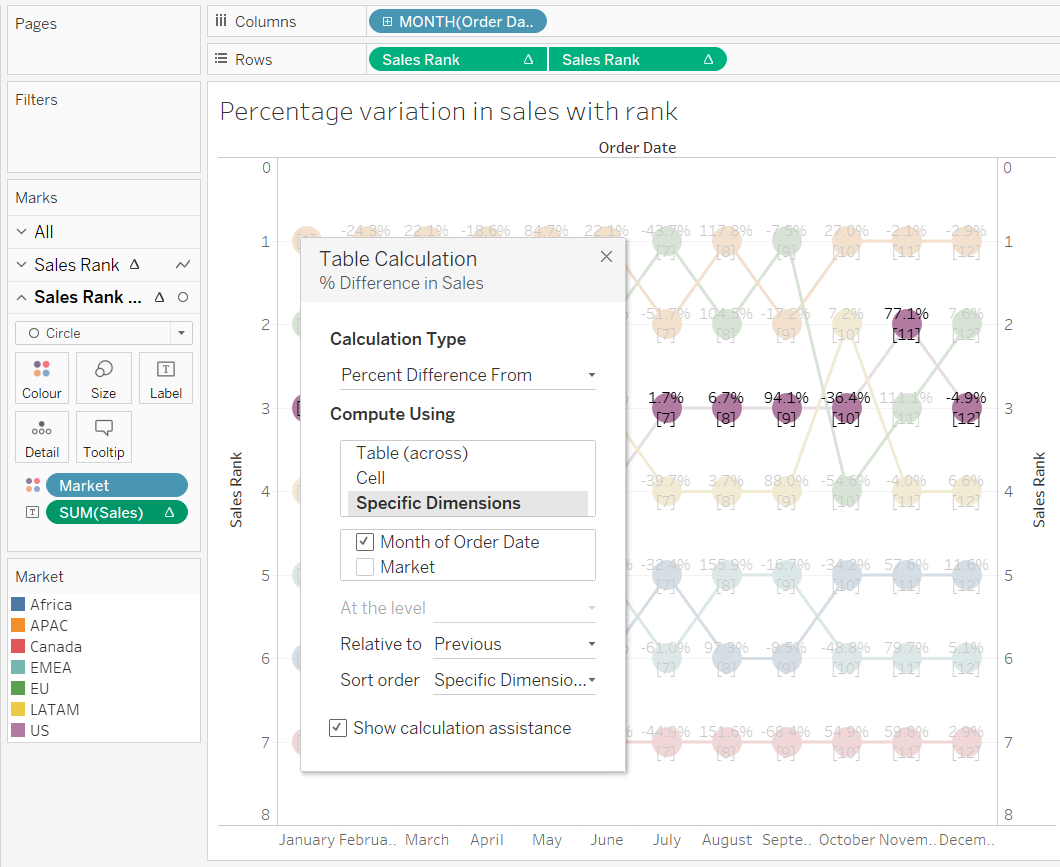 Pages
Columns
MONTH(Order Da..
Rows
Sales Rank
Sales Rank
Filters
Percentage variation in sales with rank
Order Date
Marks
All
Sales Rank
Sales Rank ...
Circle
Colour
Size
Label
Detail
Tooltip
Market
SUM(Sales)
Market
Africa
APAC
Canada
EMEA
EU
LATAM
US
Table Calculation
% Difference in Sales
Calculation Type
Percent Difference From
Compute Using
Table (across)
Cell
Specific Dimensions
Month of Order Date
Market
At the level
Relative to Previous
Sort order Specific Dimensio...
Show calculation assistance
Sales Rank
0 0
1 -24.3% 22.1% -18.6% 84.7% 22.1% -43.7% 117.8% -7.5% 27.0% -2.1% -2.9% 1
[7] [8] [9] [10] [11] [12]
2 -51.7% 104.5% -17.2% 7.2% 77.1% 7.6% 2
[7] [8] [9] [10] [11] [12]
3 1.7% 6.7% 94.1% -36.4% 111.1% -4.9% 3
[7] [8] [9] [10] [11] [12]
4 -39.7% 3.7% 88.0% -54.6% -4.0% 6.6% 4
[7] [8] [9] [10] [11] [12]
5 -32.4% 155.9% -16.7% -34.2% 57.6% 11.6% 5
[7] [8] [9] [10] [11] [12]
6 -61.0% 97.3% -8.5% -48.8% 79.7% 5.1% 6
[7] [8] [9] [10] [11] [12]
7 -44.9% 151.6% -68.4% 54.9% 59.8% 2.9% 7
[7] [8] [9] [10] [11] [12]
8 8
Sales Rank
January Februa.. March April May June July August Septe.. October Novem.. Decem..